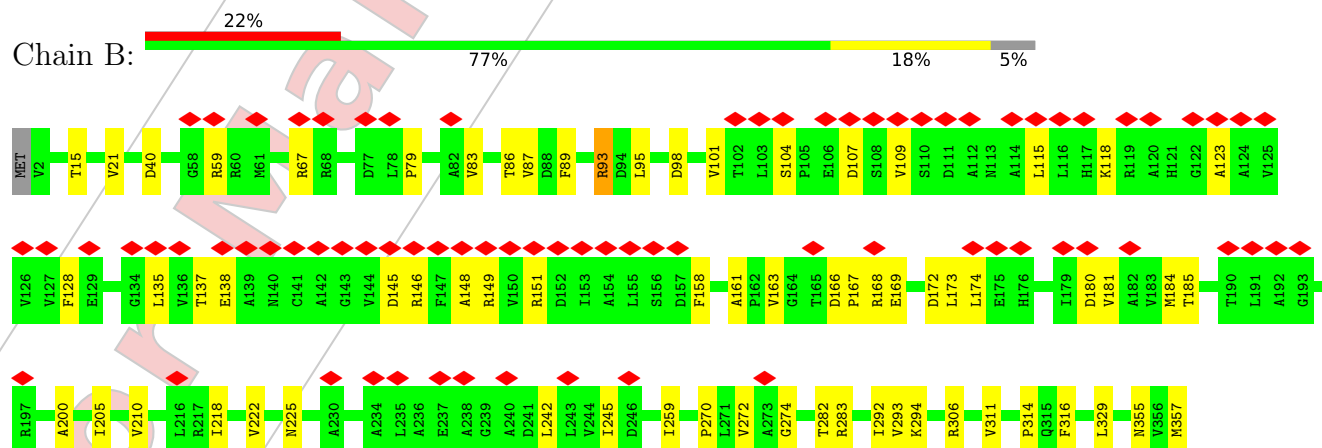 22%
Chain B:
77% 18% 5%
MET V2 T15 V21 D40 G58 R59 R60 M61 R67 R68 D77 L78 P79 A82 V83 T86 V87 D88 F89 R93 D94 L95 D98 V101 T102 L103 S104 P105 E106 D107 S108 V109 S110 D111 A112 N113 A114 L115 L116 H117 K118 R119 A120 H121 G122 A123 A124 V125
V126 V127 F128 E129 G134 L135 V136 T137 E138 A139 N140 C141 A142 G143 V144 D145 R146 F147 A148 R149 V150 R151 D152 I153 A154 L155 S156 D157 F158 A161 P162 V163 G164 T165 D166 P167 R168 E169 D172 L173 L174 E175 H176 I179 D180 V181 A182 V183 M184 T185 T190 L191 A192 G193
R197 A200 I205 V210 L216 R217 I218 V222 N225 A230 A234 L235 A236 E237 A238 G239 A240 D241 L242 L243 V244 I245 D246 I259 P270 L271 V272 A273 G274 T282 R283 I292 V293 K294 R306 V311 P314 Q315 F316 L329 N355 V356 M357